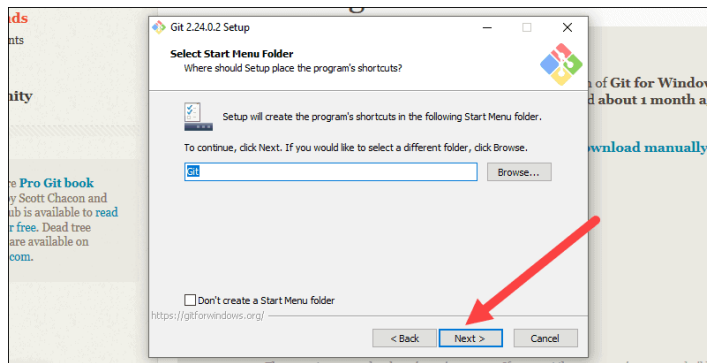 ds
nts
nity
re Pro Git book
by Scott Chacon and
ub is available to read
r free. Dead tree
are available on
com.
Git 2.24.0.2 Setup
Select Start Menu Folder
Where should Setup place the program's shortcuts?
Setup will create the program's shortcuts in the following Start Menu folder.
To continue, click Next. If you would like to select a different folder, click Browse.
Git
Browse...
Don't create a Start Menu folder
https://gitforwindows.org/
< Back
Next >
Cancel
n of Git for Window
d about 1 month a
ownload manually